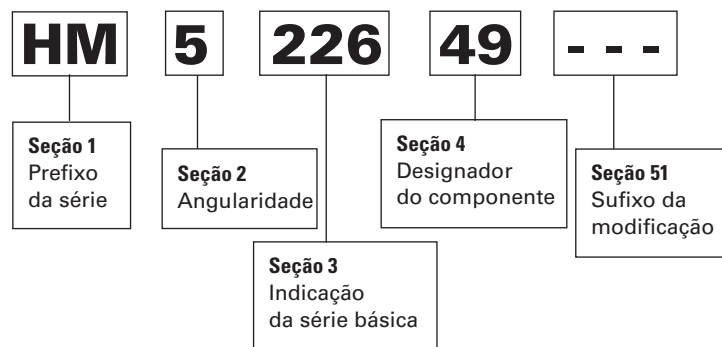 HM 5 226 49 - - -
Seção 1
Prefixo
da série
Seção 2
Angularidade
Seção 3
Indicação
da série básica
Seção 4
Designador
do componente
Seção 51
Sufixo da
modificação